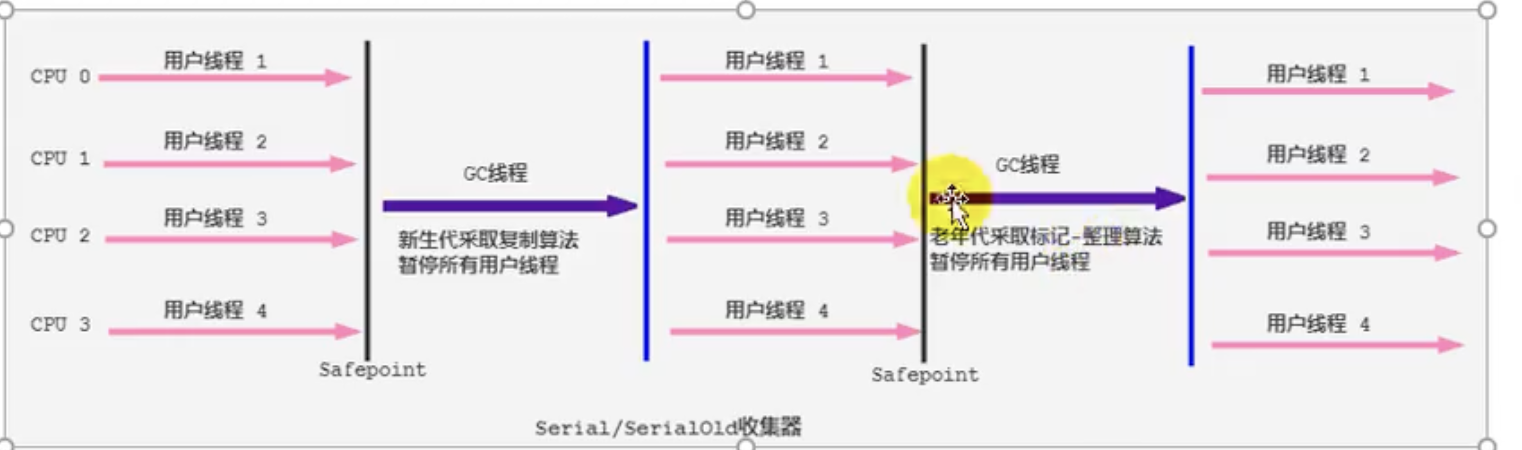 CPU 0
用户线程 1
用户线程 1
用户线程 1
CPU 1
用户线程 2
用户线程 2
用户线程 2
GC线程
GC线程
CPU 2
用户线程 3
用户线程 3
用户线程 3
新生代采取复制算法
暂停所有用户线程
老年代采取标记-整理算法
暂停所有用户线程
CPU 3
用户线程 4
用户线程 4
用户线程 4
Safepoint
Safepoint
Serial/SerialOld收集器